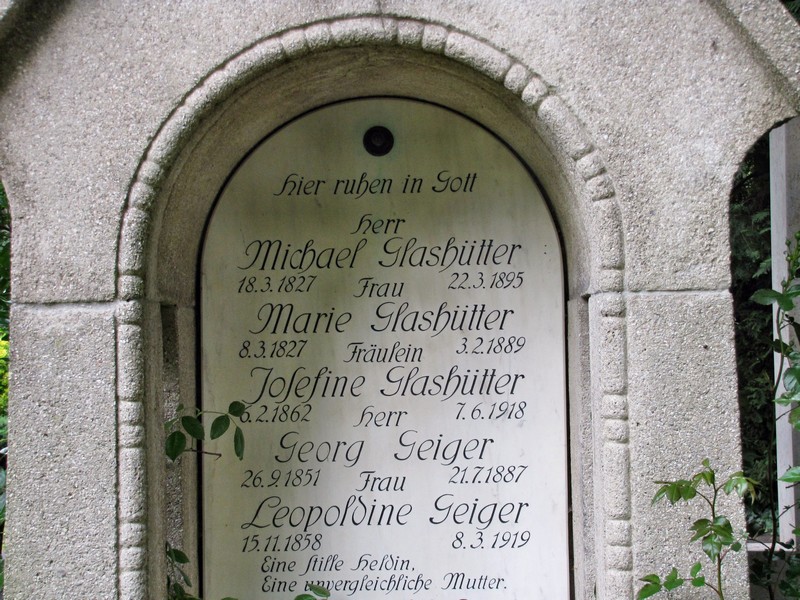 Hier ruhen in Gott
Herr
Michael Glashütter
18.3.1827 22.3.1895
Frau
Marie Glashütter
8.3.1827 3.2.1889
Fräulein
Josefine Glashütter
6.2.1862 7.6.1918
Herr
Georg Geiger
26.9.1851 21.7.1887
Frau
Leopoldine Geiger
15.11.1858 8.3.1919
Eine stille Heldin,
Eine unvergleichliche Mutter.